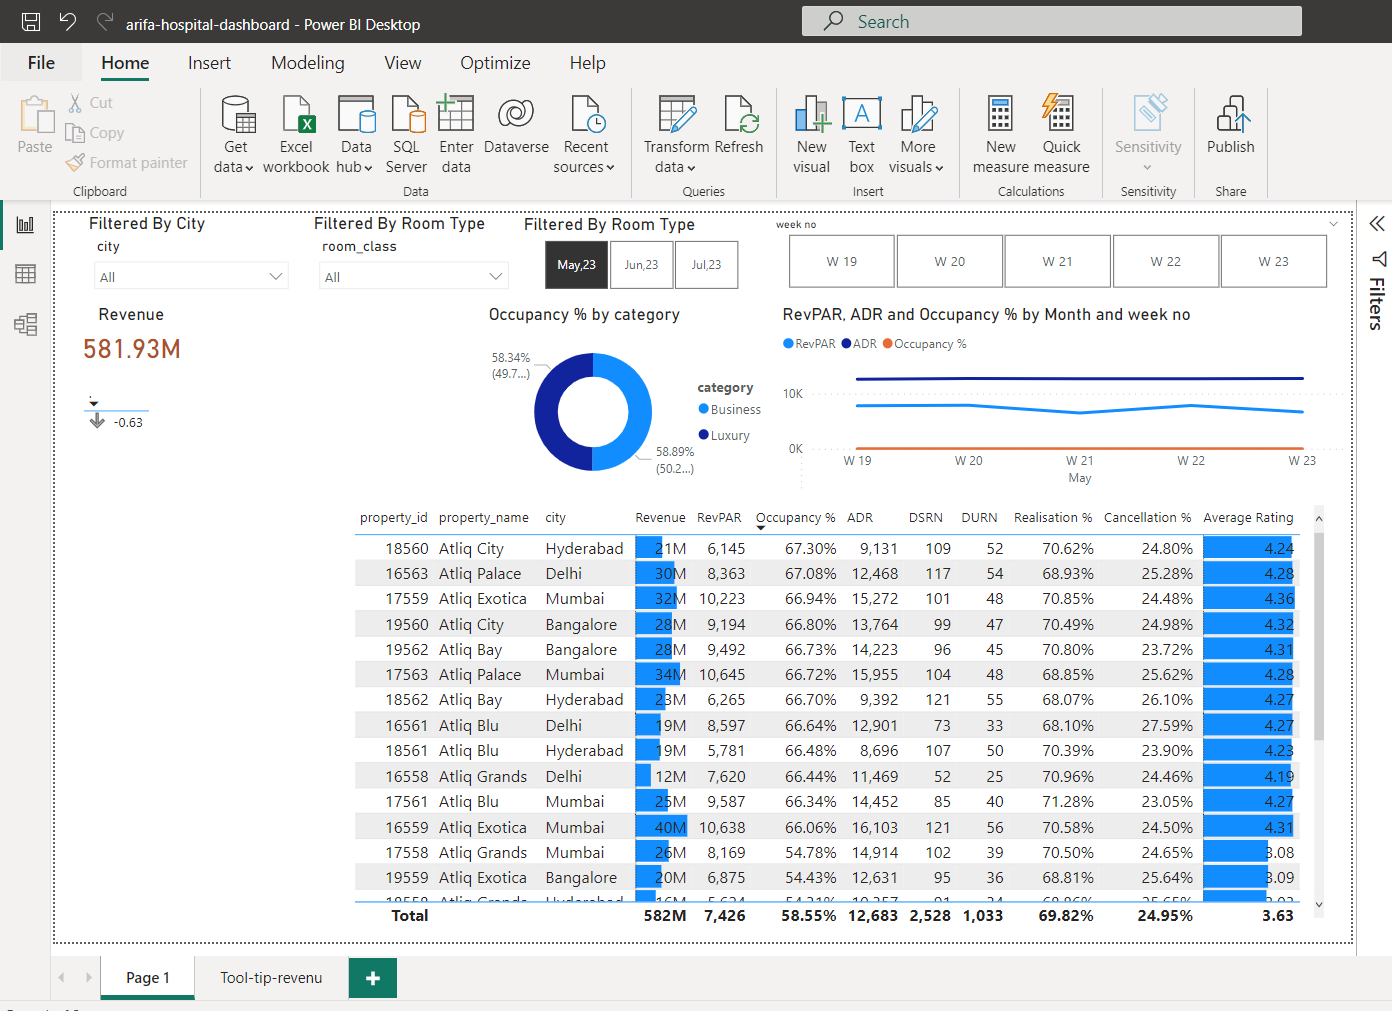 arifa-hospital-dashboard - Power BI Desktop
Search
File Home Insert Modeling View Optimize Help
Paste
Cut
Copy
Format painter
Clipboard
Get data
Excel workbook
Data hub
SQL Server
Enter data
Dataverse
Recent sources
Data
Transform data
Refresh
Queries
New visual
Text box
More visuals
Insert
New measure
Quick measure
Calculations
Sensitivity
Sensitivity
Publish
Share
Filtered By City
city
All
Filtered By Room Type
room_class
All
Filtered By Room Type
May,23 Jun,23 Jul,23
week no
W 19 W 20 W 21 W 22 W 23
Filters
Revenue
581.93M
-0.63
Occupancy % by category
58.34%
(49.7...)
58.89%
(50.2...)
category
Business
Luxury
RevPAR, ADR and Occupancy % by Month and week no
RevPAR ADR Occupancy %
10K
0K
W 19 W 20 W 21 W 22 W 23
May
property_id property_name city Revenue RevPAR Occupancy % ADR DSRN DURN Realisation % Cancellation % Average Rating
18560 Atliq City Hyderabad 21M 6,145 67.30% 9,131 109 52 70.62% 24.80% 4.24
16563 Atliq Palace Delhi 30M 8,363 67.08% 12,468 117 54 68.93% 25.28% 4.28
17559 Atliq Exotica Mumbai 32M 10,223 66.94% 15,272 101 48 70.85% 24.48% 4.36
19560 Atliq City Bangalore 28M 9,194 66.80% 13,764 99 47 70.49% 24.98% 4.32
19562 Atliq Bay Bangalore 28M 9,492 66.73% 14,223 96 45 70.80% 23.72% 4.31
17563 Atliq Palace Mumbai 34M 10,645 66.72% 15,955 104 48 68.85% 25.62% 4.28
18562 Atliq Bay Hyderabad 23M 6,265 66.70% 9,392 121 55 68.07% 26.10% 4.27
16561 Atliq Blu Delhi 19M 8,597 66.64% 12,901 73 33 68.10% 27.59% 4.27
18561 Atliq Blu Hyderabad 19M 5,781 66.48% 8,696 107 50 70.39% 23.90% 4.23
16558 Atliq Grands Delhi 12M 7,620 66.44% 11,469 52 25 70.96% 24.46% 4.19
17561 Atliq Blu Mumbai 25M 9,587 66.34% 14,452 85 40 71.28% 23.05% 4.27
16559 Atliq Exotica Mumbai 40M 10,638 66.06% 16,103 121 56 70.58% 24.50% 4.31
17558 Atliq Grands Mumbai 26M 8,169 54.78% 14,914 102 39 70.50% 24.65% 3.08
19559 Atliq Exotica Bangalore 20M 6,875 54.43% 12,631 95 36 68.81% 25.64% 3.09
Total 582M 7,426 58.55% 12,683 2,528 1,033 69.82% 24.95% 3.63
Page 1 Tool-tip-revenu